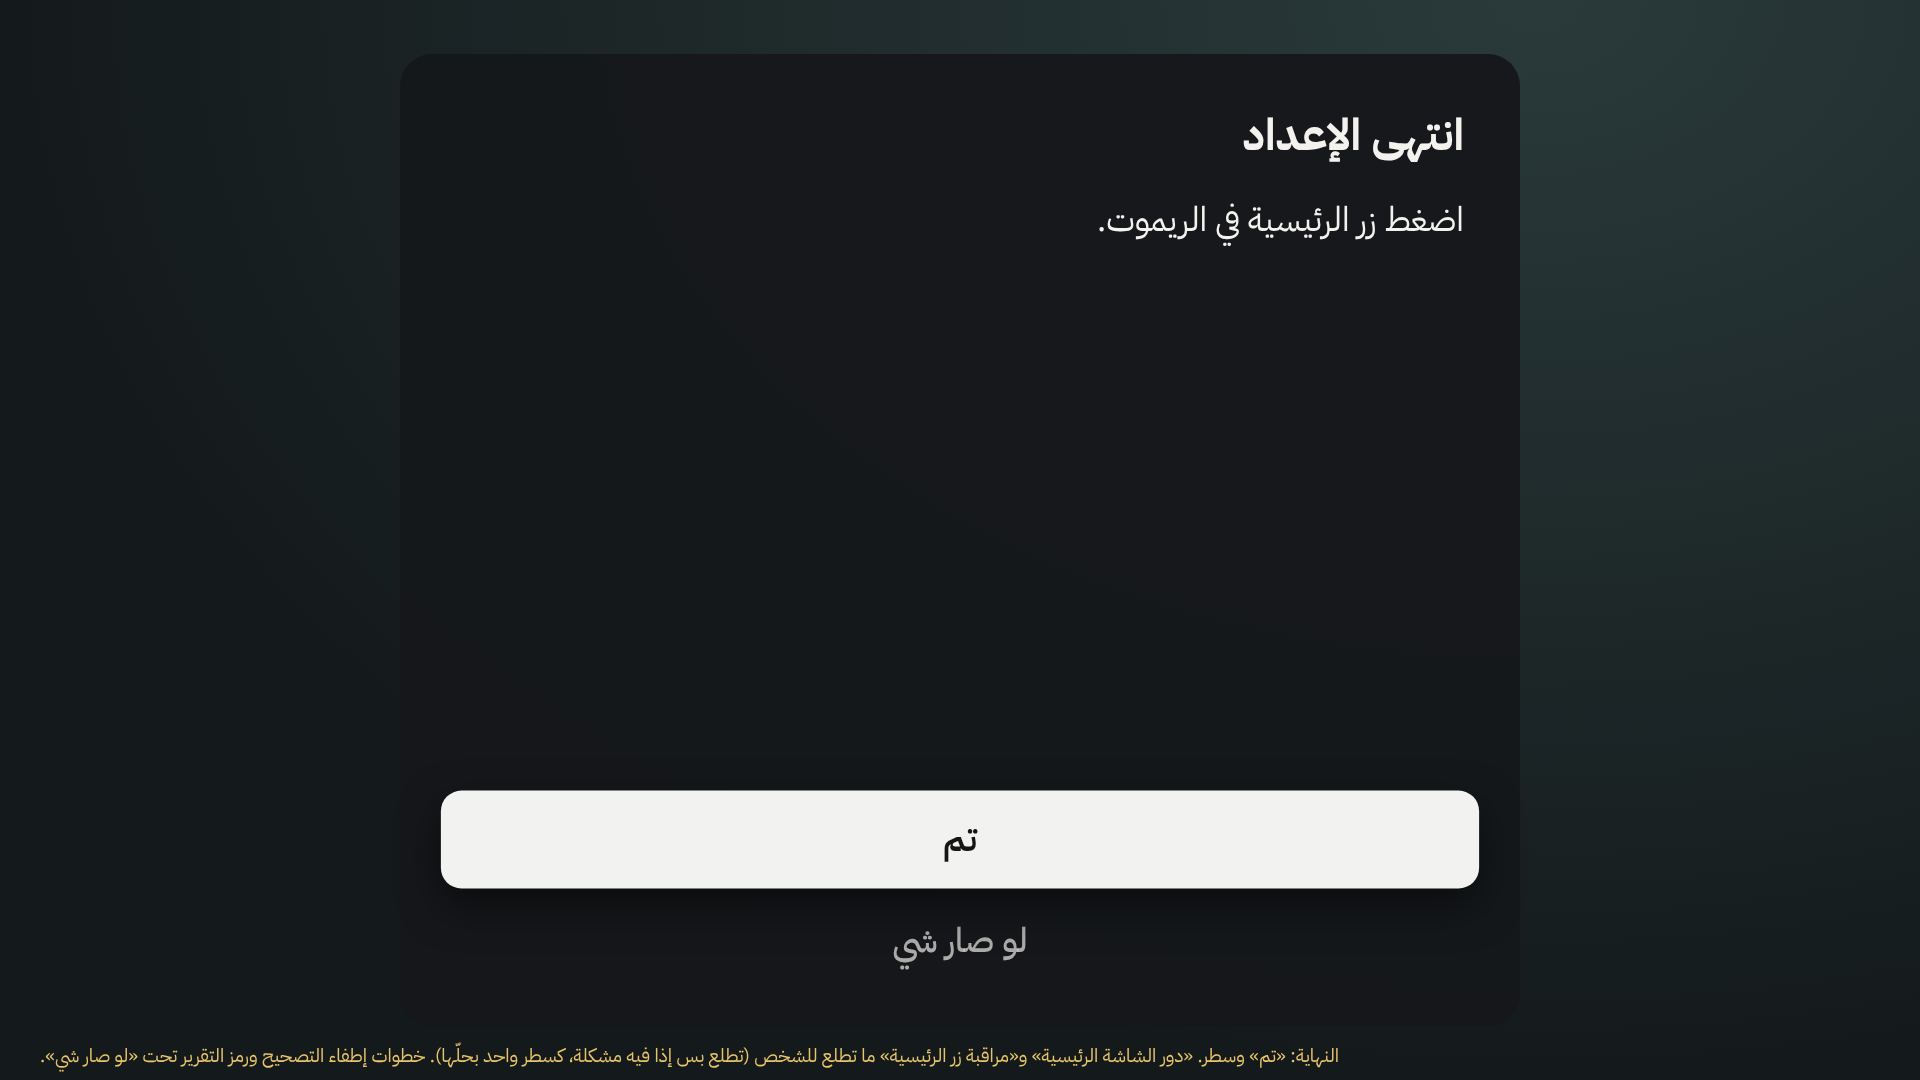 انتهى الإعداد
اضغط زر الرئيسية في الريموت.
تم
لو صار شي
النهاية: «تم» وسطر. «دور الشاشة الرئيسية» و«مراقبة زر الرئيسية» ما تطلع للشخص (تطلع بس إذا فيه مشكلة، كسطر واحد بحلّها). خطوات إطفاء التصحيح ورمز التقرير تحت «لو صار شي».